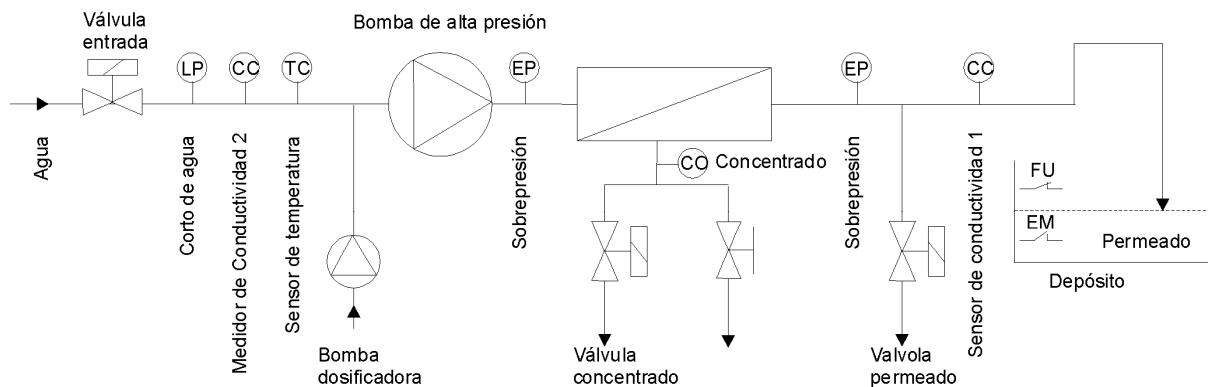 Válvula
entrada
Bomba de alta presión
LP
CC
TC
EP
EP
CC
Agua
Corto de agua
Medidor de Conductividad 2
Sensor de temperatura
Sobrepresión
CO
Concentrado
Sobrepresión
Sensor de conductividad 1
FU
EM
Permeado
Depósito
Bomba
dosificadora
Válvula
concentrado
Valvola
permeado